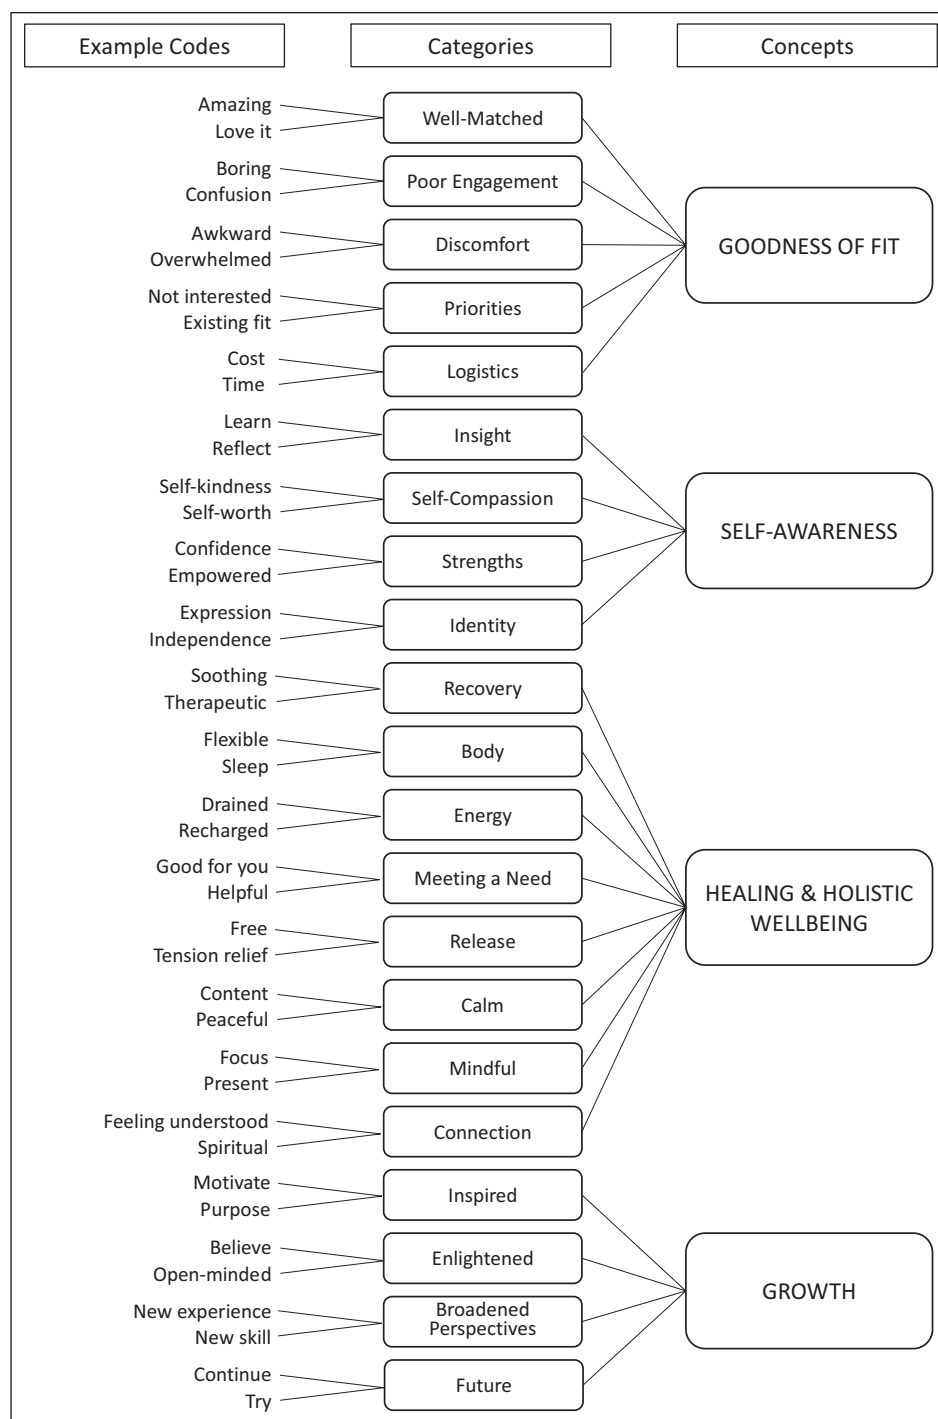 Example Codes
Categories
Concepts
Amazing
Love it
Well-Matched
Boring
Confusion
Poor Engagement
Awkward
Overwhelmed
Discomfort
Not interested
Existing fit
Priorities
Cost
Time
Logistics
GOODNESS OF FIT
Learn
Reflect
Insight
Self-kindness
Self-worth
Self-Compassion
Confidence
Empowered
Strengths
Expression
Independence
Identity
SELF-AWARENESS
Soothing
Therapeutic
Recovery
Flexible
Sleep
Body
Drained
Recharged
Energy
Good for you
Helpful
Meeting a Need
Free
Tension relief
Release
Content
Peaceful
Calm
Focus
Present
Mindful
Feeling understood
Spiritual
Connection
HEALING & HOLISTIC
WELLBEING
Motivate
Purpose
Inspired
Believe
Open-minded
Enlightened
New experience
New skill
Broadened
Perspectives
Continue
Try
Future
GROWTH